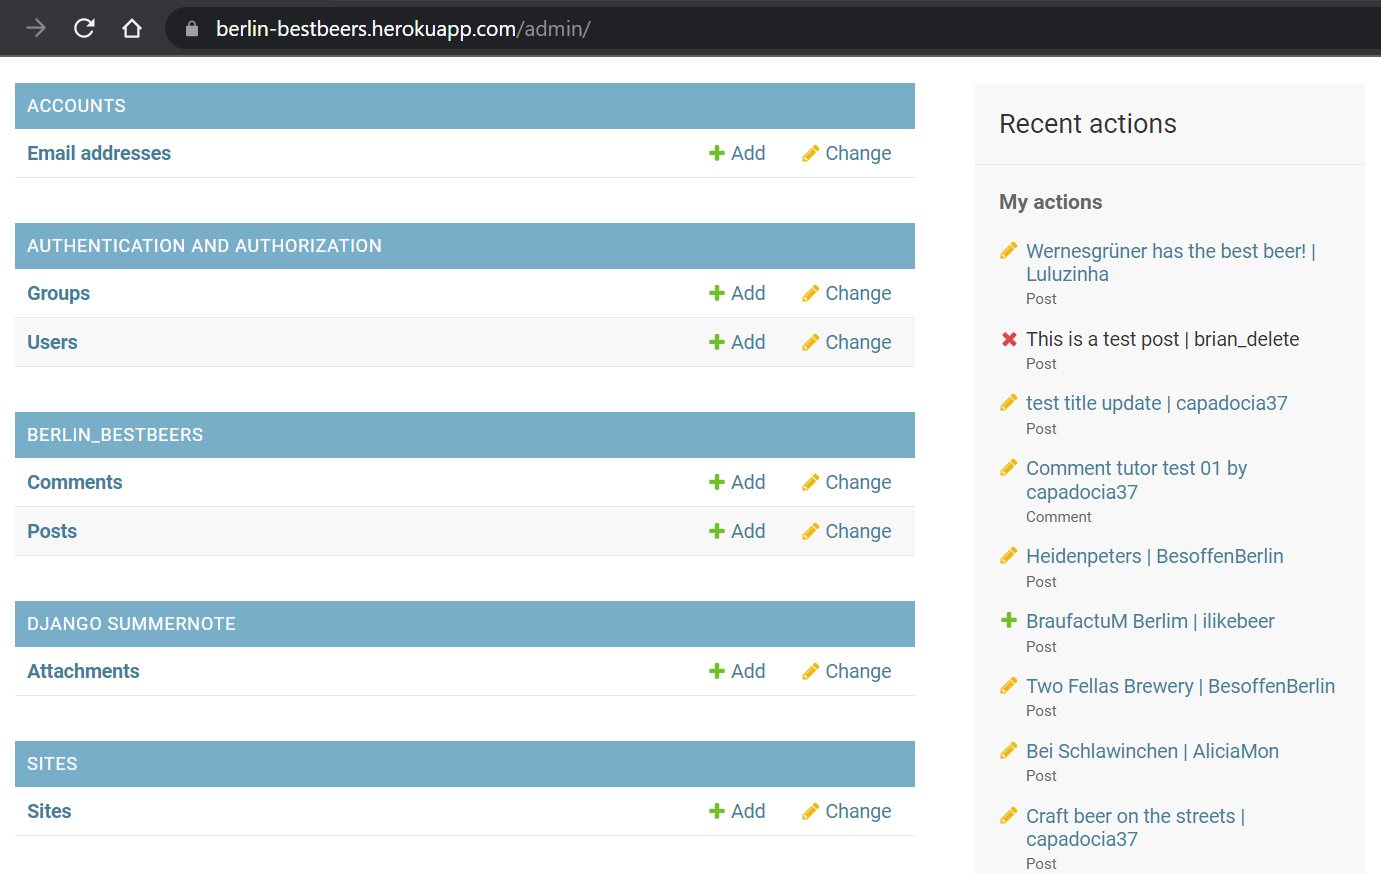 berlin-bestbeers.herokuapp.com/admin/
ACCOUNTS
Email addresses Add Change
AUTHENTICATION AND AUTHORIZATION
Groups Add Change
Users Add Change
BERLIN_BESTBEERS
Comments Add Change
Posts Add Change
DJANGO SUMMERNOTE
Attachments Add Change
SITES
Sites Add Change
Recent actions
My actions
Wernesgrüner has the best beer! |
Luluzinha
Post
This is a test post | brian_delete
Post
test title update | capadocia37
Post
Comment tutor test 01 by
capadocia37
Comment
Heidenpeters | BesoffenBerlin
Post
BraufactuM Berlim | ilikebeer
Post
Two Fellas Brewery | BesoffenBerlin
Post
Bei Schlawinchen | AliciaMon
Post
Craft beer on the streets |
capadocia37
Post